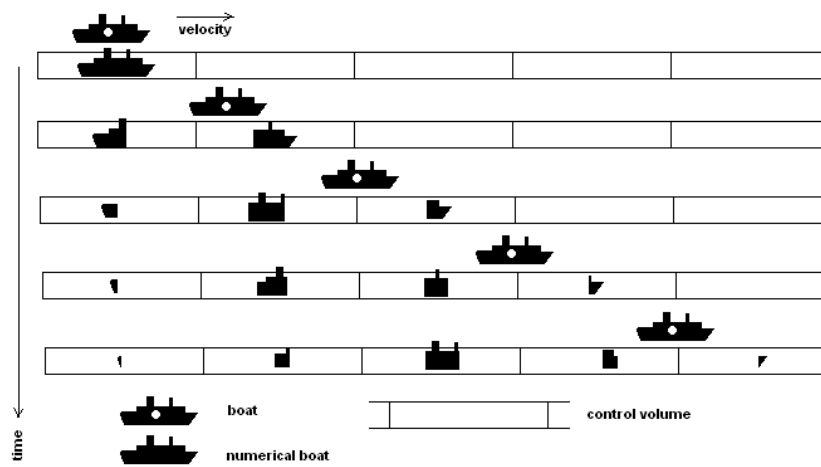 velocity
boat
control volume
time
numerical boat